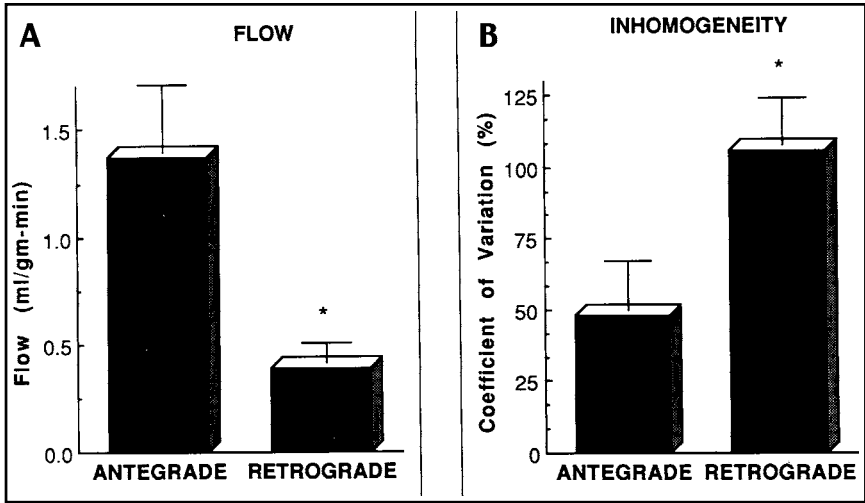 A
FLOW
Flow (ml/gm-min)
1.5
1.0
0.5
0.0
*
ANTEGRADE RETROGRADE
B
INHOMOGENEITY
Coefficient of Variation (%)
125
100
75
50
25
0
*
ANTEGRADE RETROGRADE